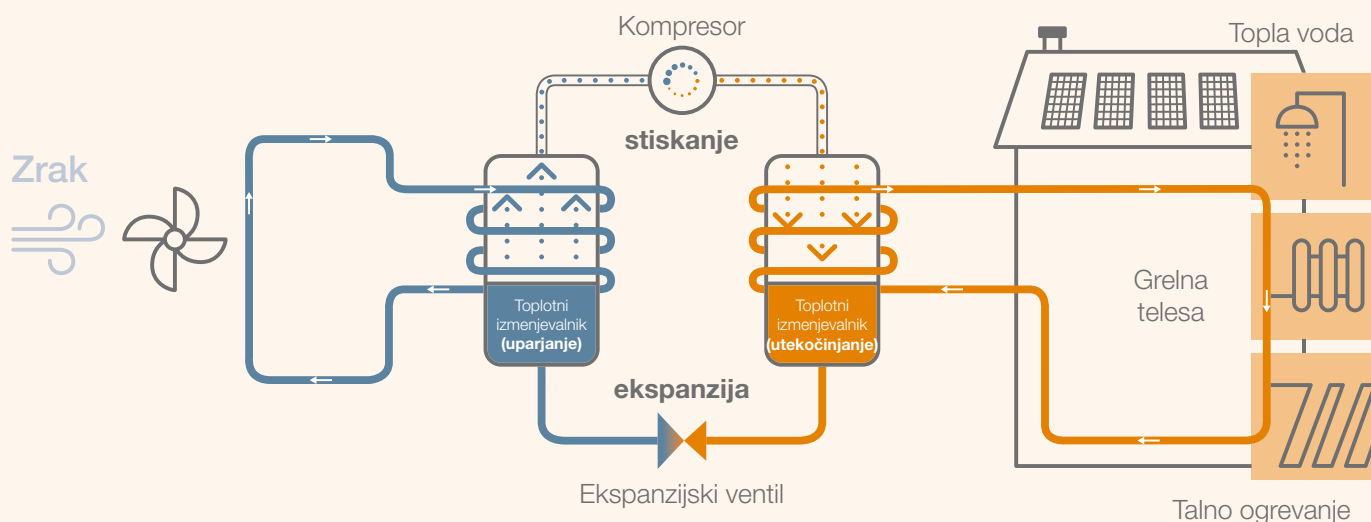 Kompresor
Topla voda
stiskanje
Zrak
Toplotni
izmenjevalnik
(uparjanje)
Toplotni
izmenjevalnik
(utekočinjanje)
Grelna
telesa
ekspanzija
Ekspanzijski ventil
Talno ogrevanje